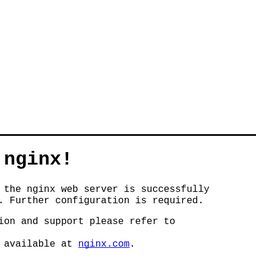 nginx!
the nginx web server is successfully
. Further configuration is required.
ion and support please refer to
available at nginx.com.